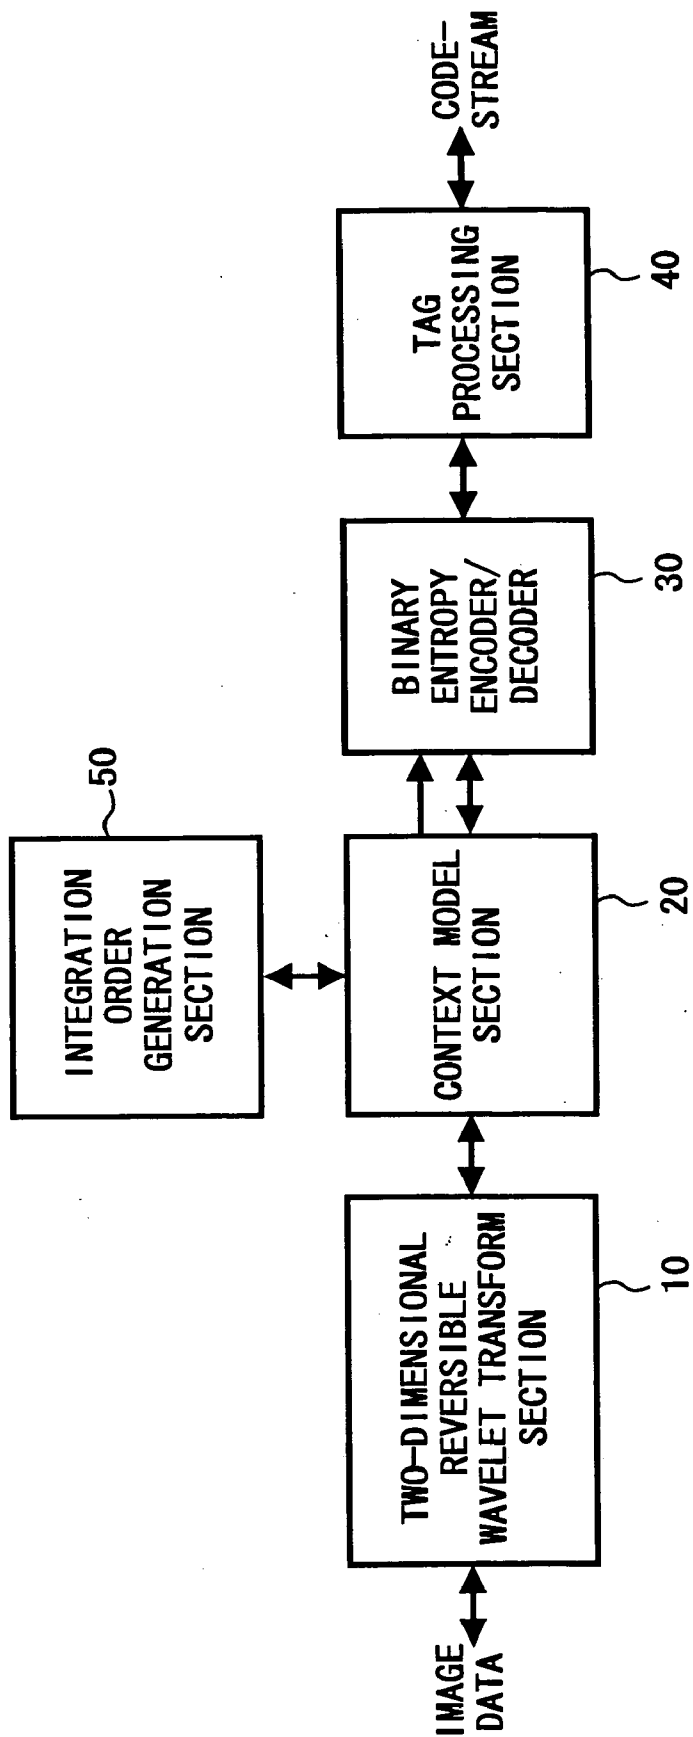 INTEGRATION
ORDER
GENERATION
SECTION
50
IMAGE
DATA
TWO-DIMENSIONAL
REVERSIBLE
WAVELET TRANSFORM
SECTION
10
CONTEXT MODEL
SECTION
20
BINARY
ENTROPY
ENCODER/
DECODER
30
TAG
PROCESSING
SECTION
40
CODE-
STREAM